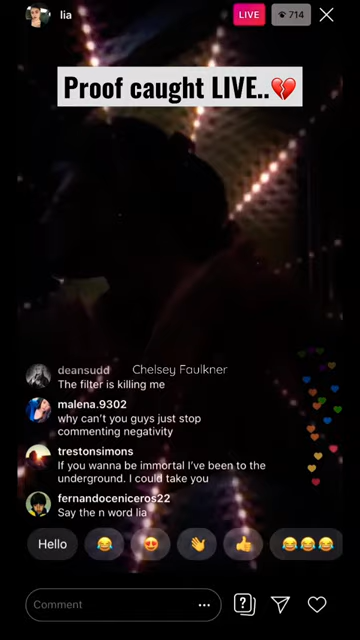 lia
LIVE
714
Proof caught LIVE..💔
deansudd
Chelsey Faulkner
The filter is killing me
malena.9302
why can't you guys just stop
commenting negativity
trestonsimons
If you wanna be immortal I've been to the
underground. I could take you
fernandoceniceros22
Say the n word lia
Hello
😂
😍
👋
👍
😂😂😂
Comment